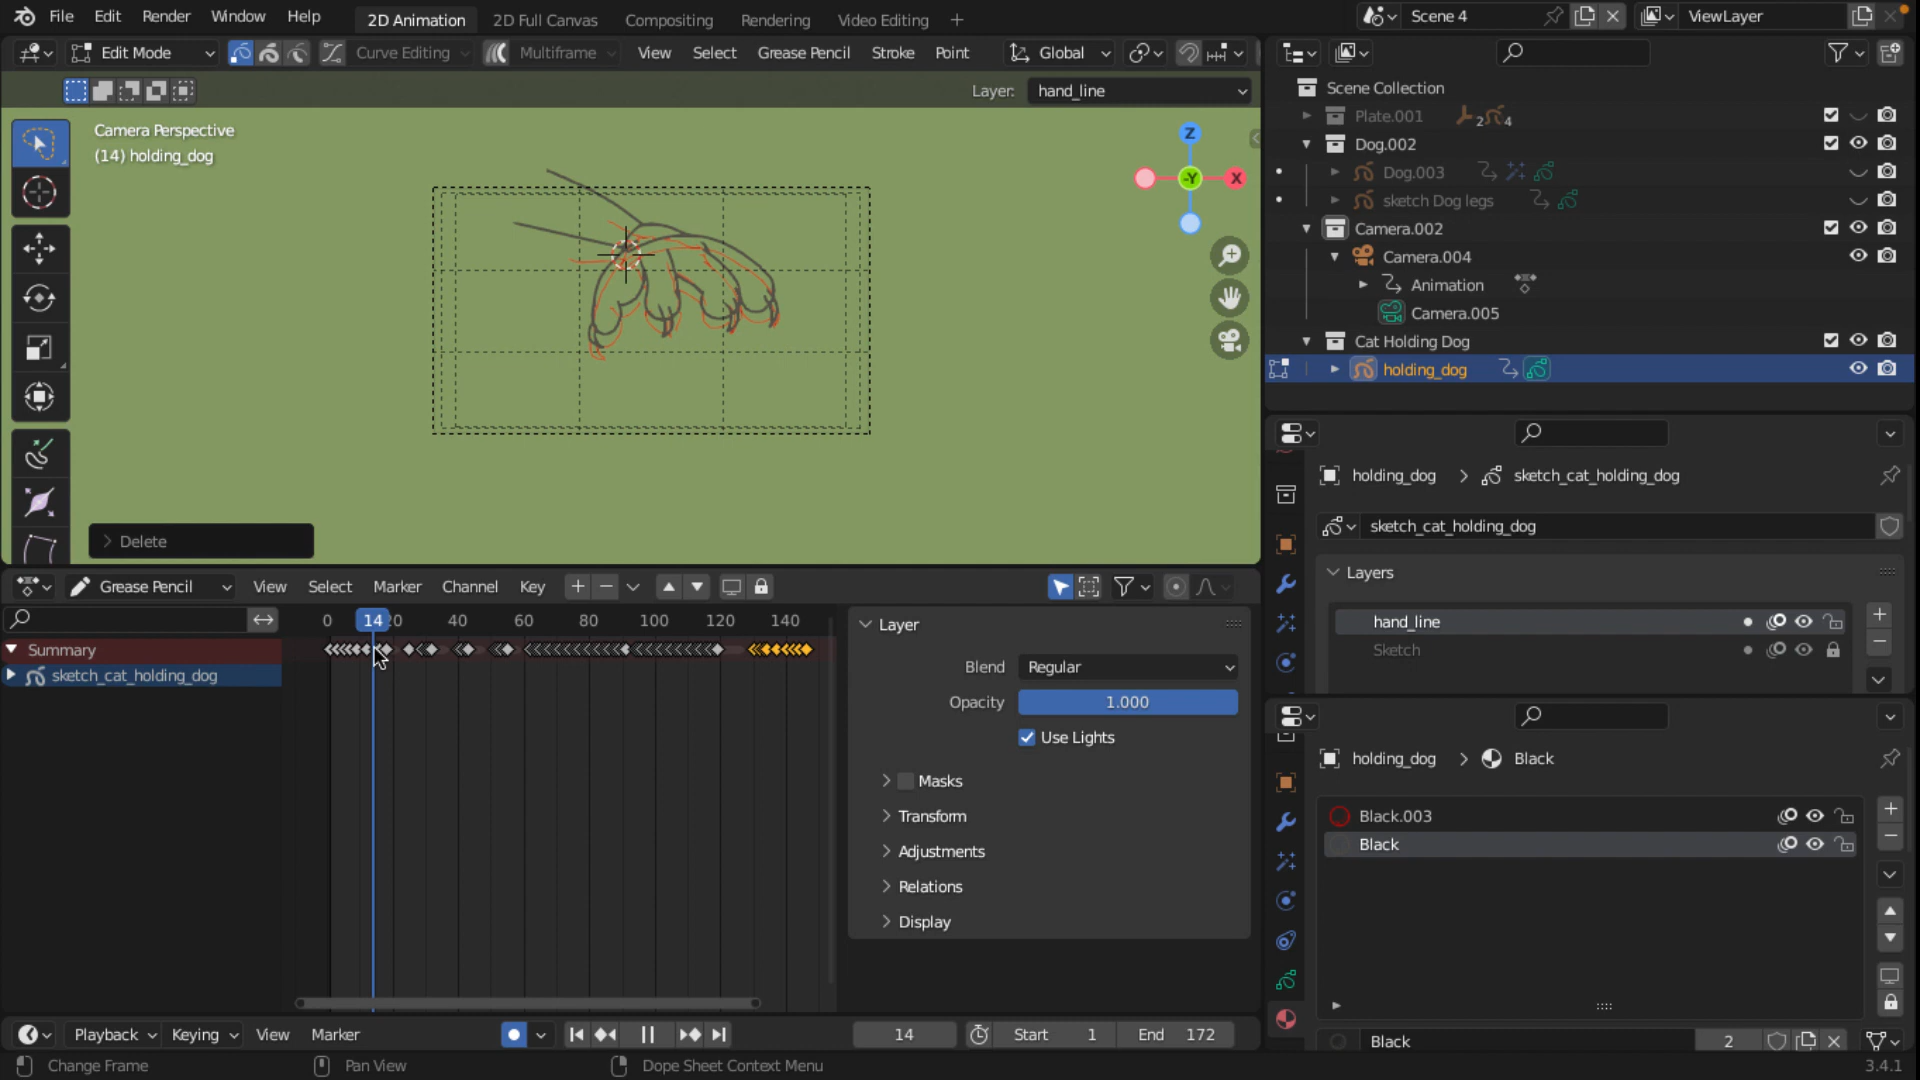 File Edit Render Window Help 2D Animation 2D Full Canvas Compositing Rendering Video Editing Scene 4 ViewLayer
Edit Mode Curve Editing Multiframe View Select Grease Pencil Stroke Point Global
Layer: hand_line
Camera Perspective
(14) holding_dog
Z
-Y X
Delete
Scene Collection
Plate.001 2 4
Dog.002
Dog.003
sketch Dog legs
Camera.002
Camera.004
Animation
Camera.005
Cat Holding Dog
holding_dog
holding_dog > sketch_cat_holding_dog
sketch_cat_holding_dog
Layers
hand_line
Sketch
holding_dog > Black
Black.003
Black
Black 2
Grease Pencil View Select Marker Channel Key
0 14 20 40 60 80 100 120 140
Summary
sketch_cat_holding_dog
Layer
Blend Regular
Opacity 1.000
Use Lights
Masks
Transform
Adjustments
Relations
Display
Playback Keying View Marker 14 Start 1 End 172
Change Frame Pan View Dope Sheet Context Menu 3.4.1